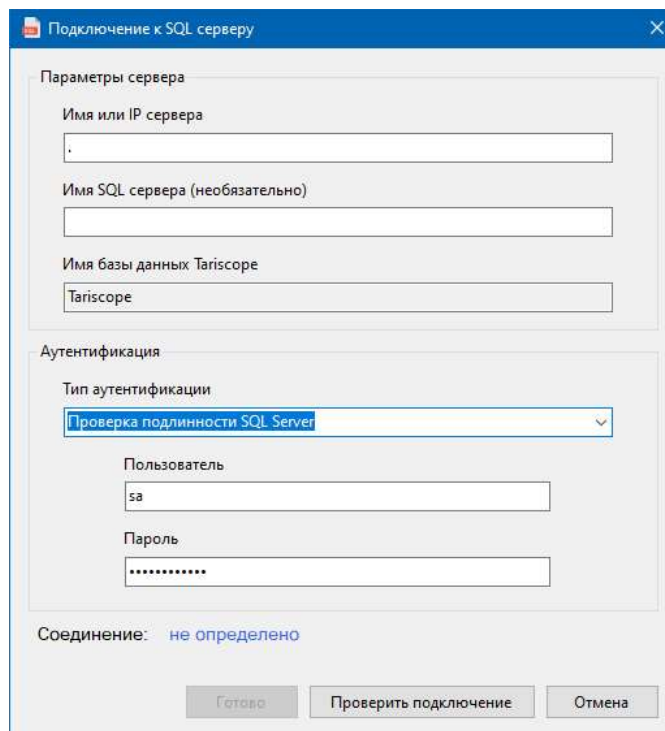 Подключение к SQL серверу
Параметры сервера
Имя или IP сервера
.
Имя SQL сервера (необязательно)
Имя базы данных Tariscope
Tariscope
Аутентификация
Тип аутентификации
Проверка подлинности SQL Server
Пользователь
sa
Пароль
••••••••••••
Соединение: не определено
Готово Проверить подключение Отмена